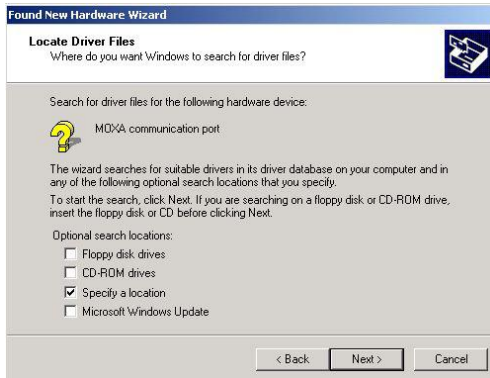 Found New Hardware Wizard
Locate Driver Files
Where do you want Windows to search for driver files?
Search for driver files for the following hardware device:
MOXA communication port
The wizard searches for suitable drivers in its driver database on your computer and in
any of the following optional search locations that you specify.
To start the search, click Next. If you are searching on a floppy disk or CD-ROM drive,
insert the floppy disk or CD before clicking Next.
Optional search locations:
Floppy disk drives
CD-ROM drives
Specify a location
Microsoft Windows Update
< Back Next > Cancel